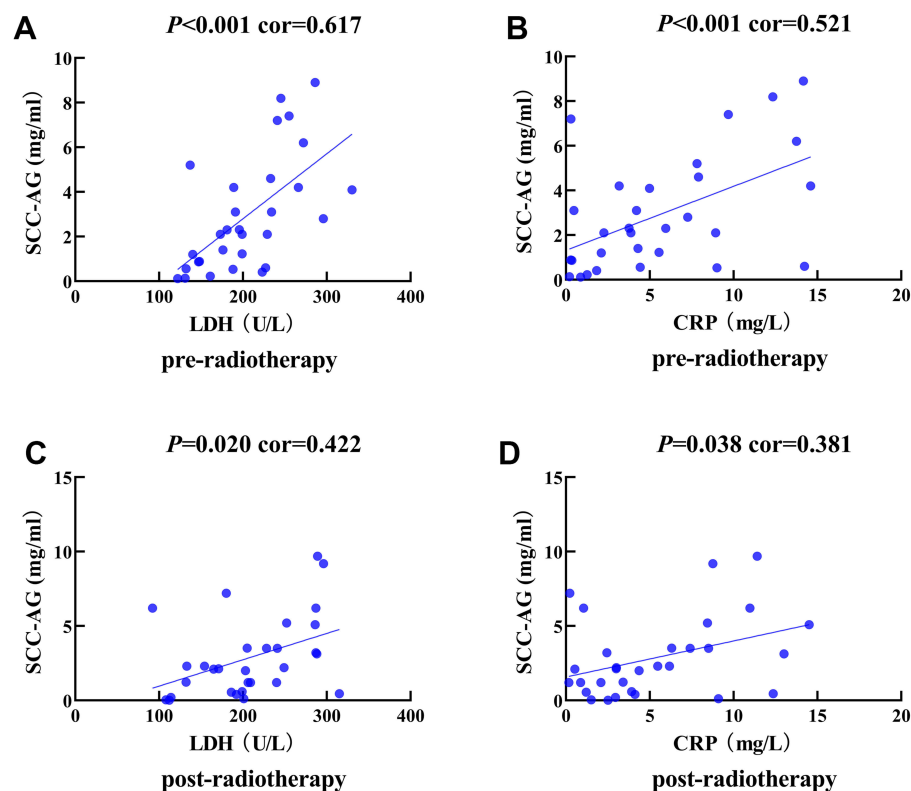 A
P<0.001 cor=0.617
SCC-AG (mg/ml)
10
8
6
4
2
0
0
100
200
300
400
LDH（U/L）
pre-radiotherapy
B
P<0.001 cor=0.521
SCC-AG (mg/ml)
10
8
6
4
2
0
0
5
10
15
20
CRP（mg/L）
pre-radiotherapy
C
P=0.020 cor=0.422
SCC-AG (mg/ml)
15
10
5
0
0
100
200
300
400
LDH（U/L）
post-radiotherapy
D
P=0.038 cor=0.381
SCC-AG (mg/ml)
15
10
5
0
0
5
10
15
20
CRP（mg/L）
post-radiotherapy